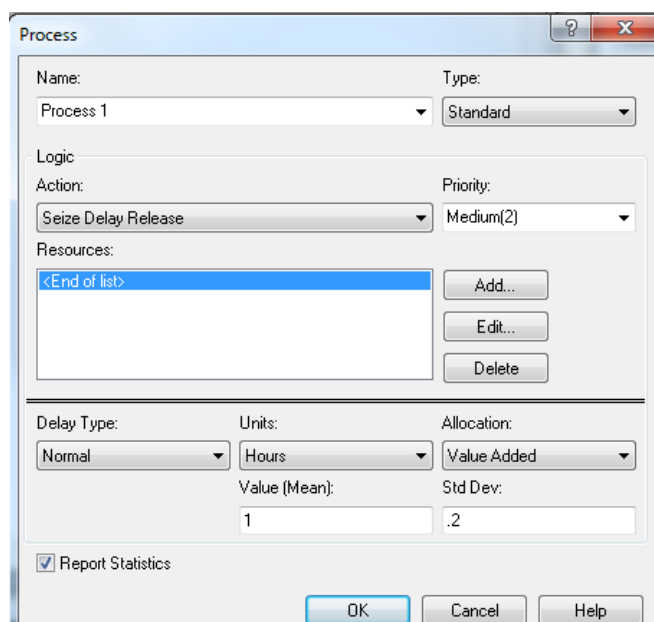 Process
? X
Name: Type:
Process 1 Standard
Logic
Action: Priority:
Seize Delay Release Medium(2)
Resources:
<End of list>
Add...
Edit...
Delete
Delay Type: Units: Allocation:
Normal Hours Value Added
Value (Mean): Std Dev:
1 .2
Report Statistics
OK Cancel Help